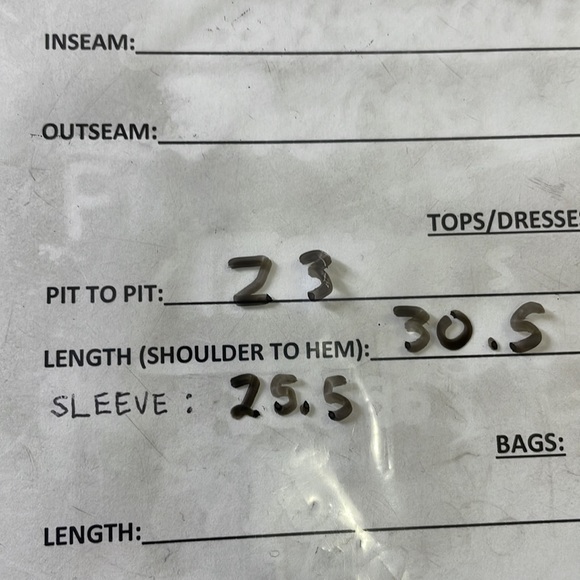 INSEAM:
OUTSEAM:
TOPS/DRESSE
PIT TO PIT: 23
LENGTH (SHOULDER TO HEM): 30.5
SLEEVE: 25.5
BAGS:
LENGTH: